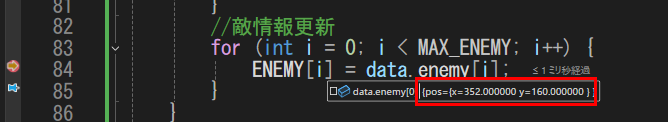 81 }
82 //敵情報更新
83 for (int i = 0; i < MAX_ENEMY; i++) {
84 ENEMY[i] = data.enemy[i]; ≤ 1 ミリ秒経過
85 }
data.enemy[0 {pos={x=352.000000 y=160.000000 } }
86 }